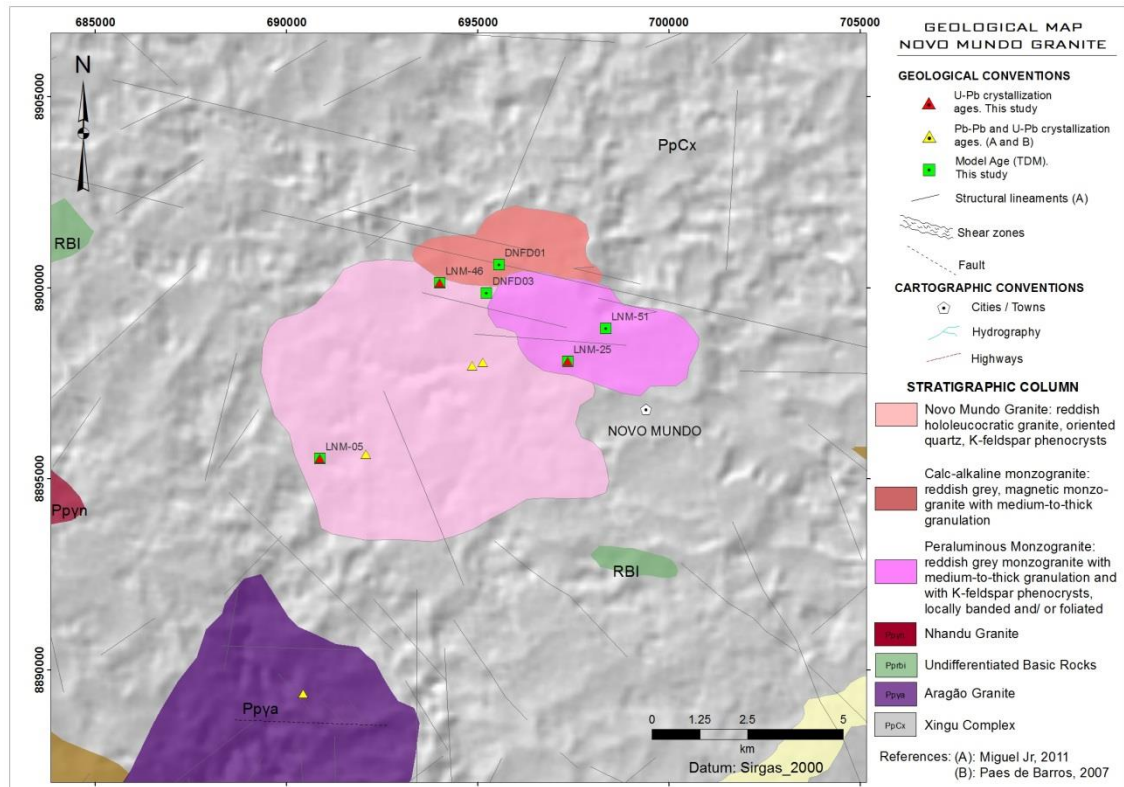 685000
690000
695000
700000
705000
GEOLOGICAL MAP
NOVO MUNDO GRANITE
GEOLOGICAL CONVENTIONS
U-Pb crystallization
ages. This study
Pb-Pb and U-Pb crystallization
ages. (A and B)
Model Age (TDM).
This study
Structural lineaments (A)
Shear zones
Fault
CARTOGRAPHIC CONVENTIONS
Cities / Towns
Hydrography
Highways
STRATIGRAPHIC COLUMN
Novo Mundo Granite: reddish
hololeucocratic granite, oriented
quartz, K-feldspar phenocrysts
Calc-alkaline monzogranite:
reddish grey, magnetic monzo-
granite with medium-to-thick
granulation
Peraluminous Monzogranite:
reddish grey monzogranite with
medium-to-thick granulation and
with K-feldspar phenocrysts,
locally banded and/ or foliated
Ppyn
Nhandu Granite
Pprbi
Undifferentiated Basic Rocks
Ppya
Aragão Granite
PpCx
Xingu Complex
References: (A): Miguel Jr, 2011
(B): Paes de Barros, 2007
N
8905000
8900000
8895000
8890000
PpCx
RBI
DNFD01
LNM-46
DNFD03
LNM-51
LNM-25
NOVO MUNDO
LNM-05
Ppyn
RBI
Ppγa
0 1.25 2.5 5
km
Datum: Sirgas_2000
685000
690000
695000
700000
705000